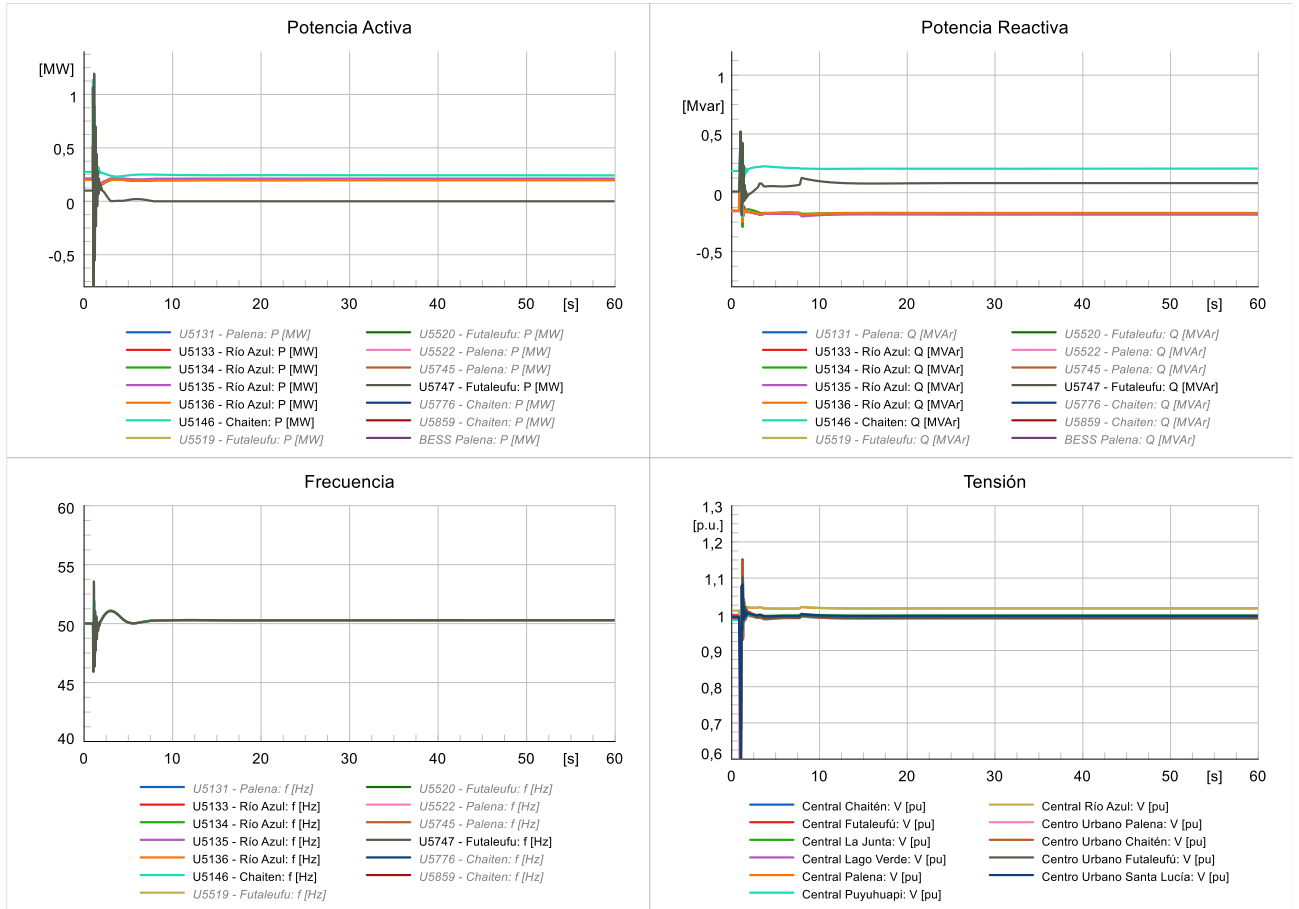 Potencia Activa
[MW]
1
0,5
0
-0,5
0 10 20 30 40 [s] 60
U5131 - Palena: P [MW]
U5133 - Río Azul: P [MW]
U5134 - Río Azul: P [MW]
U5135 - Río Azul: P [MW]
U5136 - Río Azul: P [MW]
U5146 - Chaiten: P [MW]
U5519 - Futaleufu: P [MW]
U5520 - Futaleufu: P [MW]
U5522 - Palena: P [MW]
U5745 - Palena: P [MW]
U5747 - Futaleufu: P [MW]
U5776 - Chaiten: P [MW]
U5859 - Chaiten: P [MW]
BESS Palena: P [MW]
Potencia Reactiva
1
[Mvar]
0,5
0
-0,5
0 10 20 30 40 [s] 60
U5131 - Palena: Q [MVAr]
U5133 - Río Azul: Q [MVAr]
U5134 - Río Azul: Q [MVAr]
U5135 - Río Azul: Q [MVAr]
U5136 - Río Azul: Q [MVAr]
U5146 - Chaiten: Q [MVAr]
U5519 - Futaleufu: Q [MVAr]
U5520 - Futaleufu: Q [MVAr]
U5522 - Palena: Q [MVAr]
U5745 - Palena: Q [MVAr]
U5747 - Futaleufu: Q [MVAr]
U5776 - Chaiten: Q [MVAr]
U5859 - Chaiten: Q [MVAr]
BESS Palena: Q [MVAr]
Frecuencia
60
55
50
45
40
0 10 20 30 40 [s] 60
U5131 - Palena: f [Hz]
U5133 - Río Azul: f [Hz]
U5134 - Río Azul: f [Hz]
U5135 - Río Azul: f [Hz]
U5136 - Río Azul: f [Hz]
U5146 - Chaiten: f [Hz]
U5519 - Futaleufu: f [Hz]
U5520 - Futaleufu: f [Hz]
U5522 - Palena: f [Hz]
U5745 - Palena: f [Hz]
U5747 - Futaleufu: f [Hz]
U5776 - Chaiten: f [Hz]
U5859 - Chaiten: f [Hz]
Tensión
1,3
[p.u.]
1,2
1,1
1
0,9
0,8
0,7
0,6
0 10 20 30 40 [s] 60
Central Chaitén: V [pu]
Central Futaleufú: V [pu]
Central La Junta: V [pu]
Central Lago Verde: V [pu]
Central Palena: V [pu]
Central Puyuhuapi: V [pu]
Central Río Azul: V [pu]
Centro Urbano Palena: V [pu]
Centro Urbano Chaitén: V [pu]
Centro Urbano Futaleufú: V [pu]
Centro Urbano Santa Lucía: V [pu]